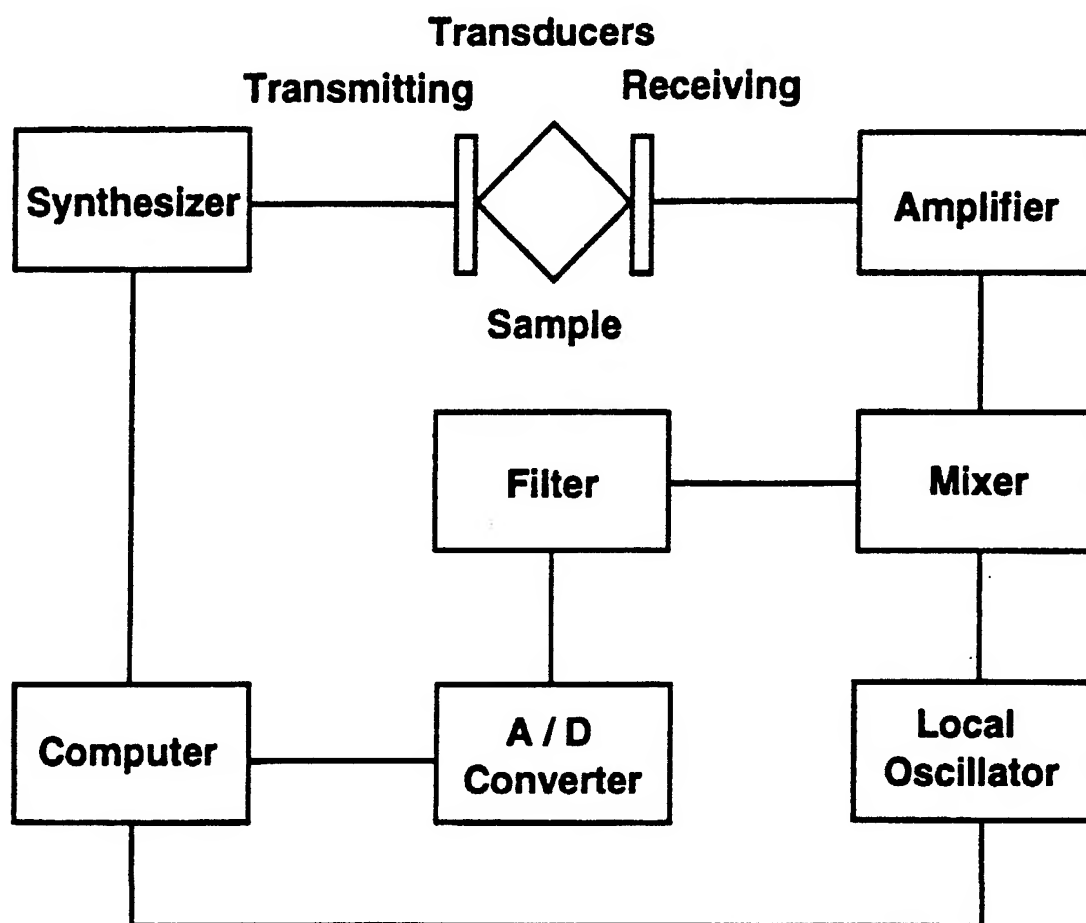 Transducers
Transmitting
Receiving
Synthesizer
Amplifier
Sample
Filter
Mixer
Computer
A / D
Converter
Local
Oscillator